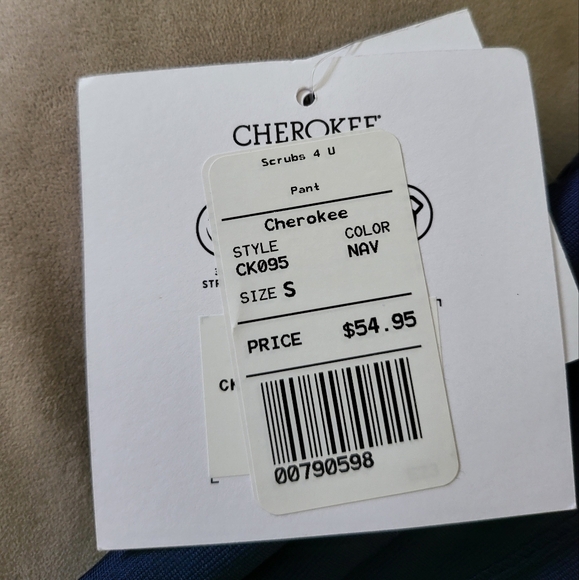 CHEROKEE
Scrubs 4 U
Pant
Cherokee
STYLE COLOR
CK095 NAV
SIZE S
PRICE $54.95
00790598